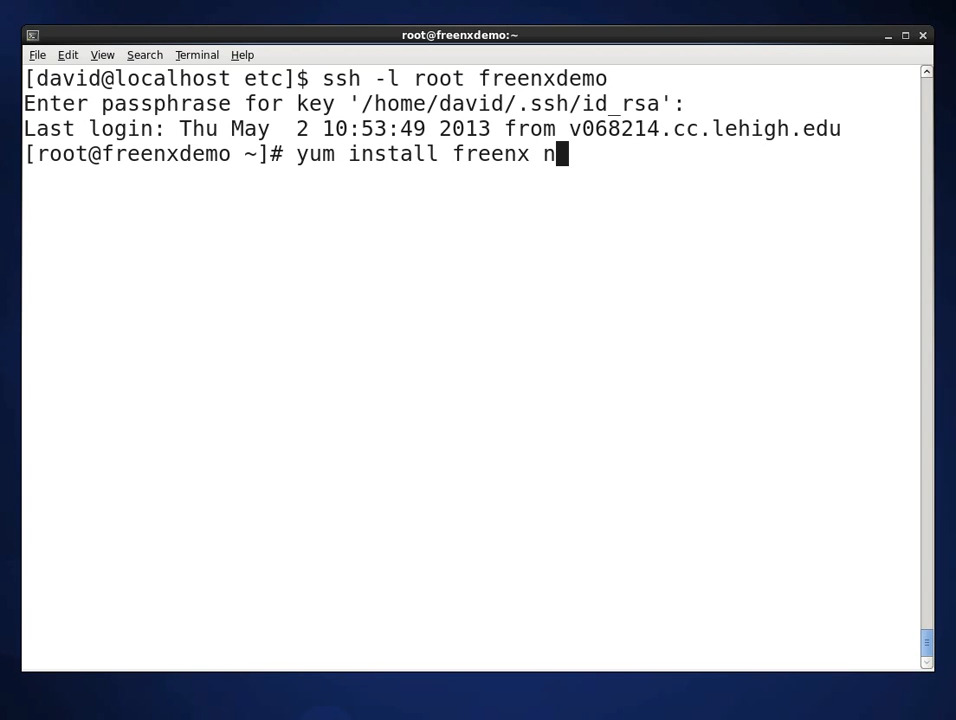 root@freenxdemo:~
File Edit View Search Terminal Help
[david@localhost etc]$ ssh -l root freenxdemo
Enter passphrase for key '/home/david/.ssh/id_rsa':
Last login: Thu May  2 10:53:49 2013 from v068214.cc.lehigh.edu
[root@freenxdemo ~]# yum install freenx n